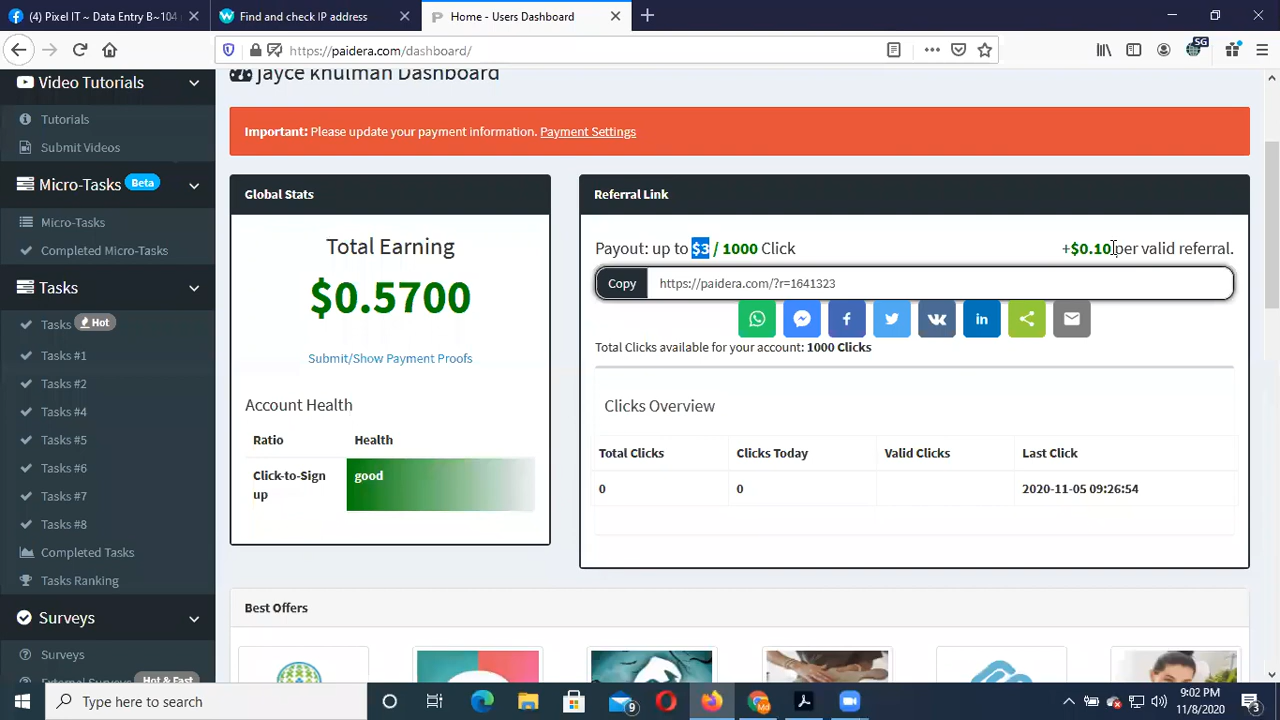 (4) Pixel IT ~ Data Entry B~104
Find and check IP address
Home - Users Dashboard
https://paidera.com/dashboard/
SG
jayce khulman Dashboard
Video Tutorials
Tutorials
Submit Videos
Micro-Tasks Beta
Micro-Tasks
Completed Micro-Tasks
Tasks
Tasks Hot
Tasks #1
Tasks #2
Tasks #4
Tasks #5
Tasks #6
Tasks #7
Tasks #8
Completed Tasks
Tasks Ranking
Surveys
Surveys
Hot & Fast
Important: Please update your payment information. Payment Settings
Global Stats
Total Earning
$0.5700
Submit/Show Payment Proofs
Account Health
Ratio Health
Click-to-Sign good
up
Referral Link
Payout: up to $3 / 1000 Click +$0.10 per valid referral.
Copy https://paidera.com/?r=1641323
Total Clicks available for your account: 1000 Clicks
Clicks Overview
Total Clicks Clicks Today Valid Clicks Last Click
0 0 2020-11-05 09:26:54
Best Offers
Type here to search
9
9:02 PM
11/8/2020
3